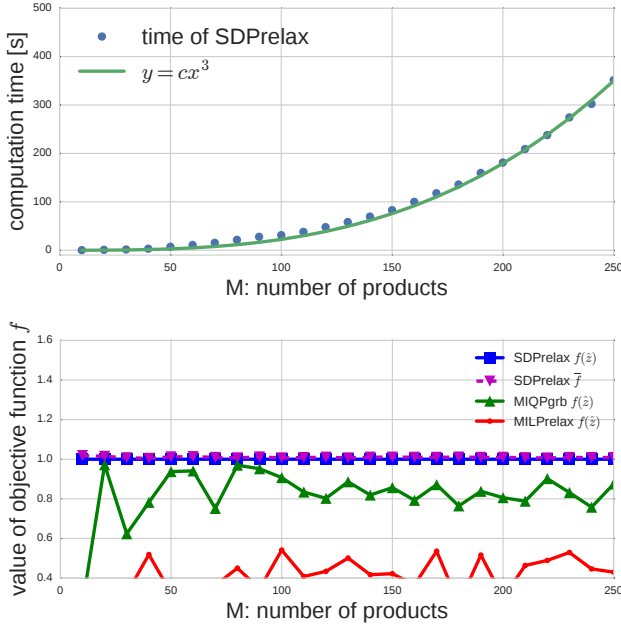 500
400
300
200
100
0
computation time [s]
time of SDPrelax
y = cx³
0 50 100 150 200 250
M: number of products
1.6
1.4
1.2
1.0
0.8
0.6
0.4
value of objective function f
SDPrelax f(ẑ)
SDPrelax f̅
MIQPgrb f(ẑ)
MILPrelax f(ẑ)
0 50 100 150 200 250
M: number of products